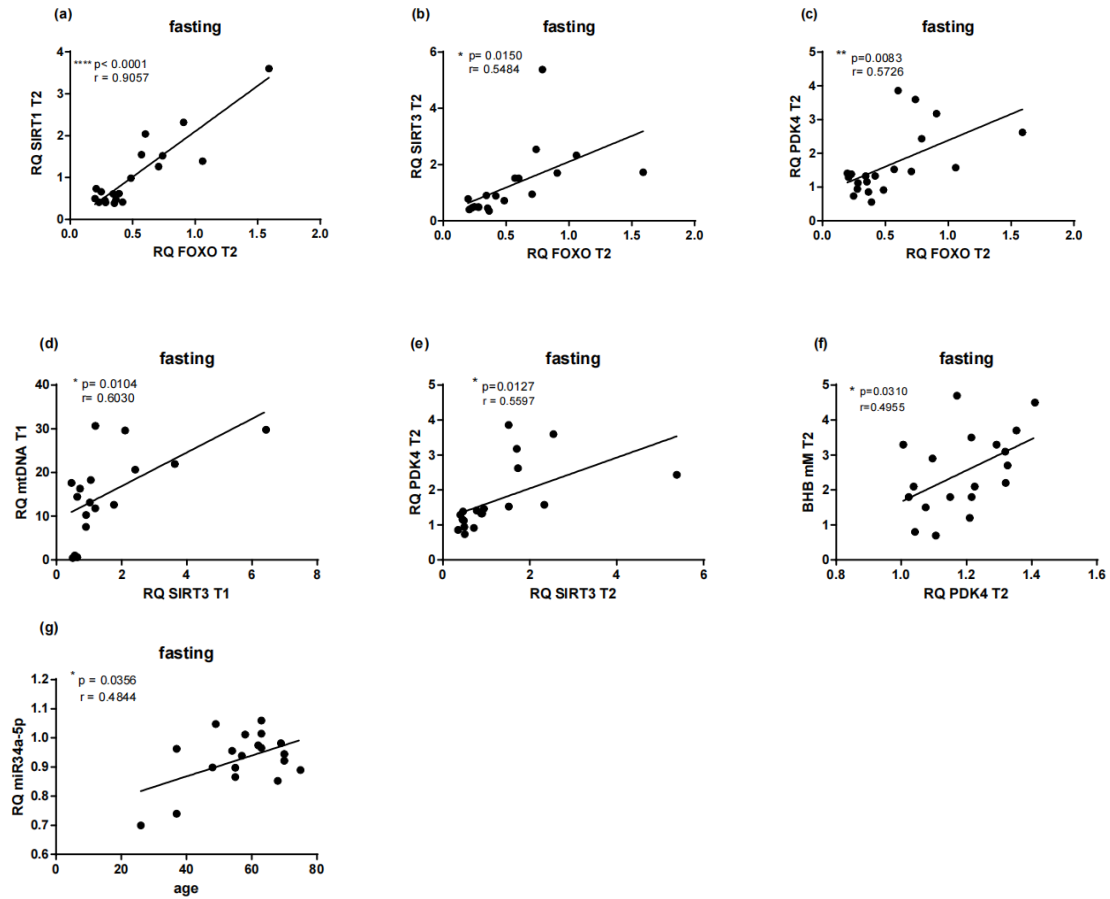 (a)
fasting
**** p< 0.0001
r = 0.9057
RQ SIRT1 T2
4
3
2
1
0
0.0 0.5 1.0 1.5 2.0
RQ FOXO T2
(b)
fasting
* p= 0.0150
r= 0.5484
RQ SIRT3 T2
6
4
2
0
0.0 0.5 1.0 1.5 2.0
RQ FOXO T2
(c)
fasting
** p=0.0083
r= 0.5726
RQ PDK4 T2
5
4
3
2
1
0
0.0 0.5 1.0 1.5 2.0
RQ FOXO T2
(d)
fasting
* p= 0.0104
r= 0.6030
RQ mtDNA T1
40
30
20
10
0
0 2 4 6 8
RQ SIRT3 T1
(e)
fasting
* p=0.0127
r = 0.5597
RQ PDK4 T2
5
4
3
2
1
0
0 2 4 6
RQ SIRT3 T2
(f)
fasting
* p=0.0310
r=0.4955
BHB mM T2
5
4
3
2
1
0
0.8 1.0 1.2 1.4 1.6
RQ PDK4 T2
(g)
fasting
* p = 0.0356
r = 0.4844
RQ miR34a-5p
1.2
1.1
1.0
0.9
0.8
0.7
0.6
0 20 40 60 80
age